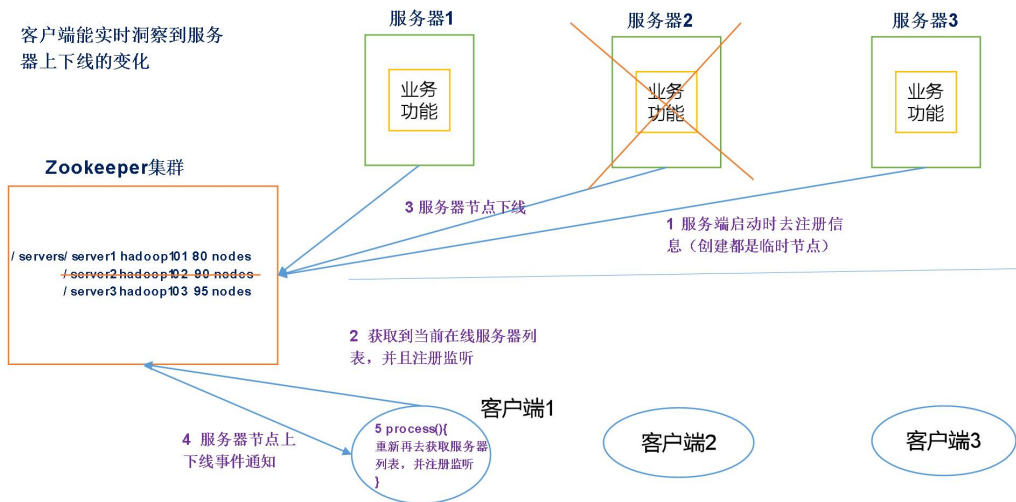 客户端能实时洞察到服务
器上下线的变化
服务器1
服务器2
服务器3
业务
功能
业务
功能
业务
功能
Zookeeper集群
/ servers/ server1 hadoop101 80 nodes
/ server2 hadoop102 90 nodes
/ server3 hadoop103 95 nodes
3 服务器节点下线
1 服务端启动时去注册信
息（创建都是临时节点）
2 获取到当前在线服务器列
表，并且注册监听
4 服务器节点上
下线事件通知
客户端1
5 process(){
重新再去获取服务器
列表，并注册监听
}
客户端2
客户端3